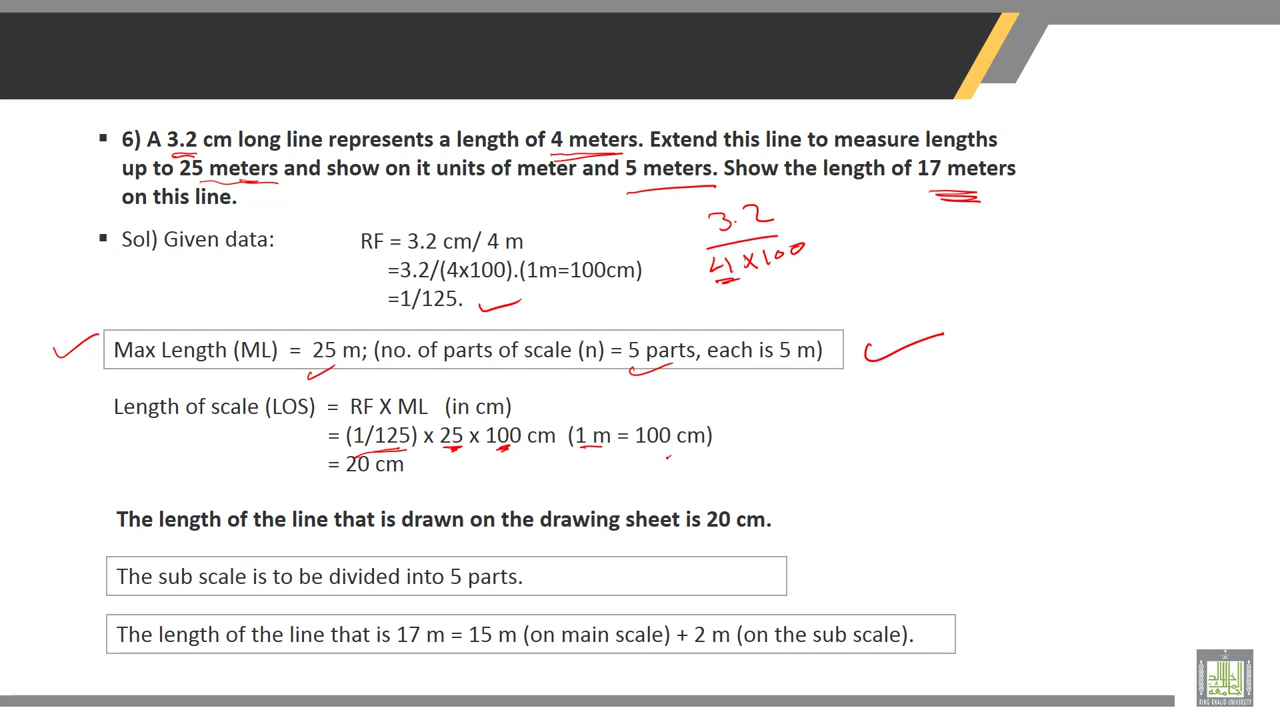 ▪ 6) A 3.2 cm long line represents a length of 4 meters. Extend this line to measure lengths
up to 25 meters and show on it units of meter and 5 meters. Show the length of 17 meters
on this line.
3.2
4x100
▪ Sol) Given data: RF = 3.2 cm/ 4 m
=3.2/(4x100).(1m=100cm)
=1/125.
Max Length (ML) = 25 m; (no. of parts of scale (n) = 5 parts, each is 5 m)
Length of scale (LOS) = RF X ML (in cm)
= (1/125) x 25 x 100 cm (1 m = 100 cm)
= 20 cm
The length of the line that is drawn on the drawing sheet is 20 cm.
The sub scale is to be divided into 5 parts.
The length of the line that is 17 m = 15 m (on main scale) + 2 m (on the sub scale).
KING KHALID UNIVERSITY